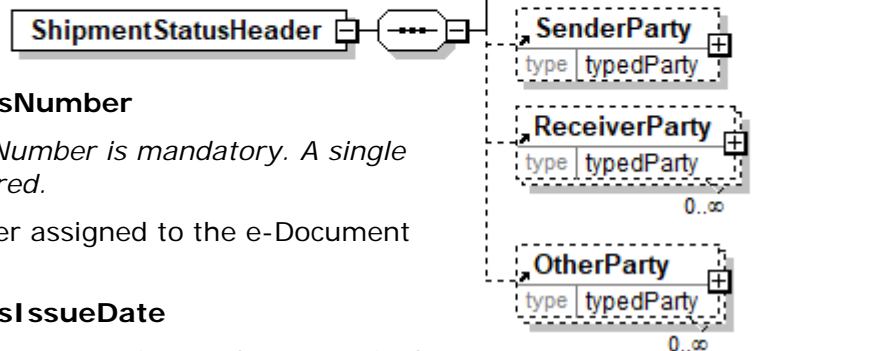 ShipmentStatusHeader
SenderParty
type typedParty
sNumber
Number is mandatory. A single
red.
er assigned to the e-Document
sIssueDate
ReceiverParty
type typedParty
0..∞
OtherParty
type typedParty
0..∞